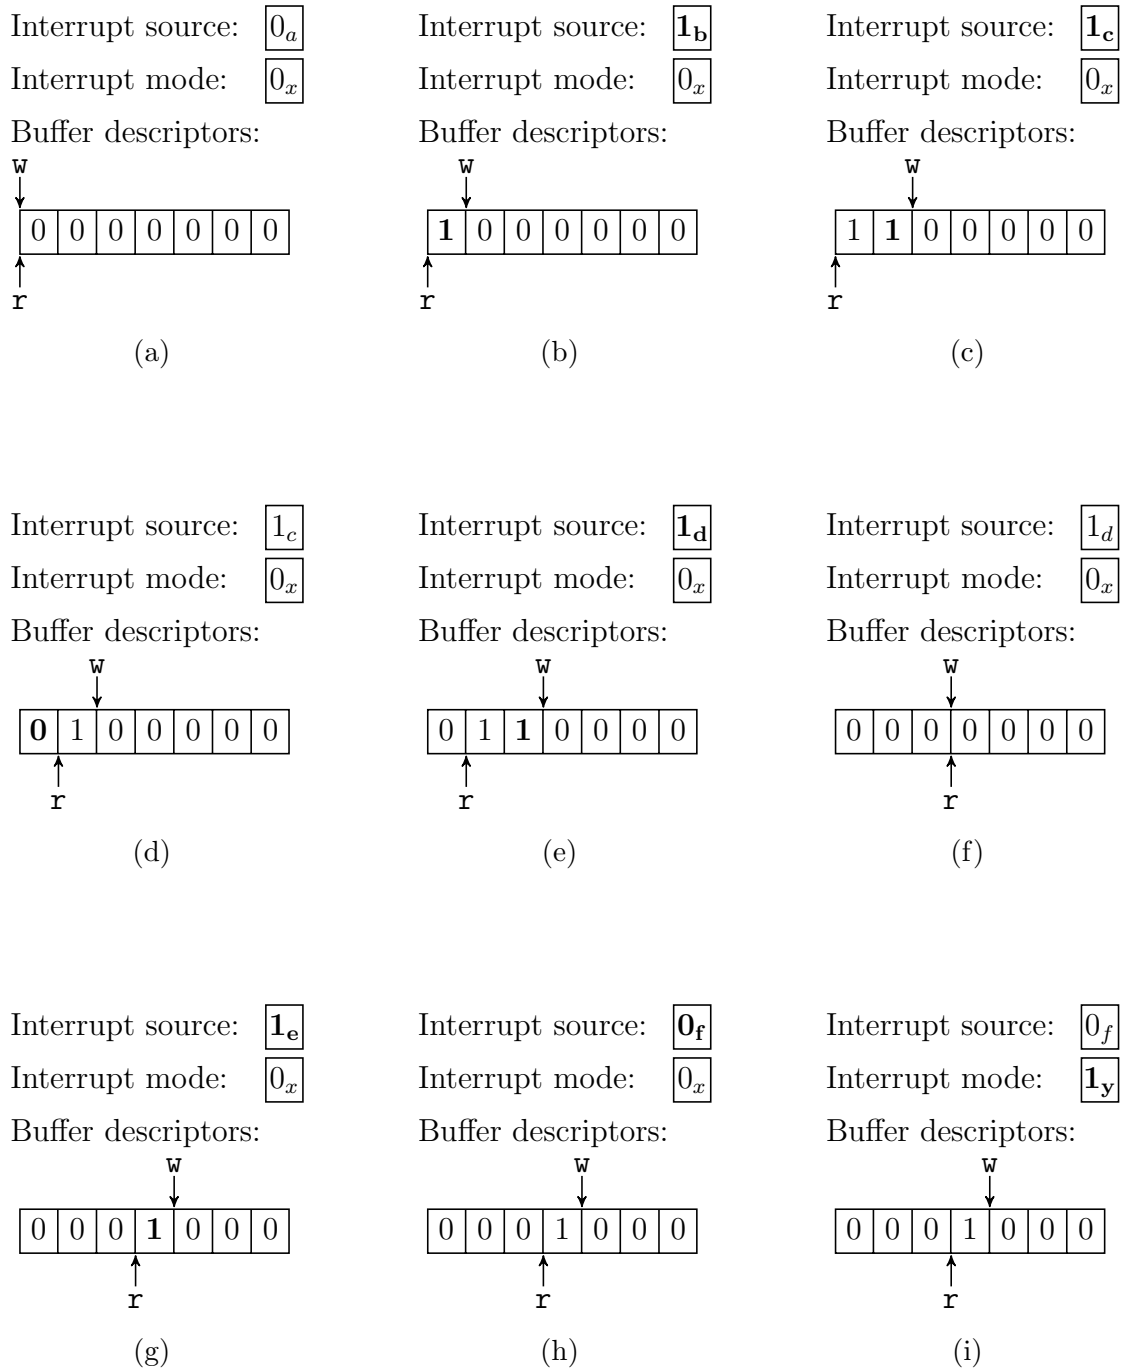 Interrupt source: 0a Interrupt source: 1b Interrupt source: 1c
Interrupt mode: 0x Interrupt mode: 0x Interrupt mode: 0x
Buffer descriptors: Buffer descriptors: Buffer descriptors:
w w w
0 0 0 0 0 0 0 1 0 0 0 0 0 0 1 1 0 0 0 0 0
r r r
(a) (b) (c)
Interrupt source: 1c Interrupt source: 1d Interrupt source: 1d
Interrupt mode: 0x Interrupt mode: 0x Interrupt mode: 0x
Buffer descriptors: Buffer descriptors: Buffer descriptors:
w w w
0 1 0 0 0 0 0 0 1 1 0 0 0 0 0 0 0 0 0 0 0
r r r
(d) (e) (f)
Interrupt source: 1e Interrupt source: 0f Interrupt source: 0f
Interrupt mode: 0x Interrupt mode: 0x Interrupt mode: 1y
Buffer descriptors: Buffer descriptors: Buffer descriptors:
w w w
0 0 0 1 0 0 0 0 0 0 1 0 0 0 0 0 0 1 0 0 0
r r r
(g) (h) (i)